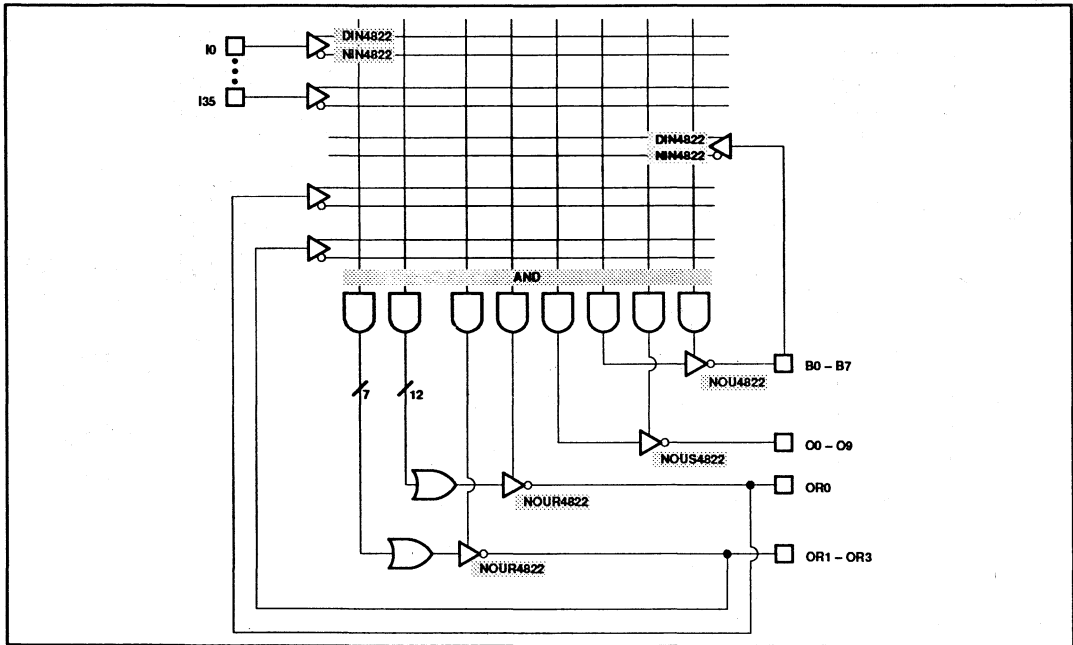 DIN4822
I0
NIN4822
I35
DIN4822
NIN4822
AND
B0 – B7
NOU4822
7
12
O0 – O9
NOUS4822
OR0
NOUR4822
OR1 – OR3
NOUR4822